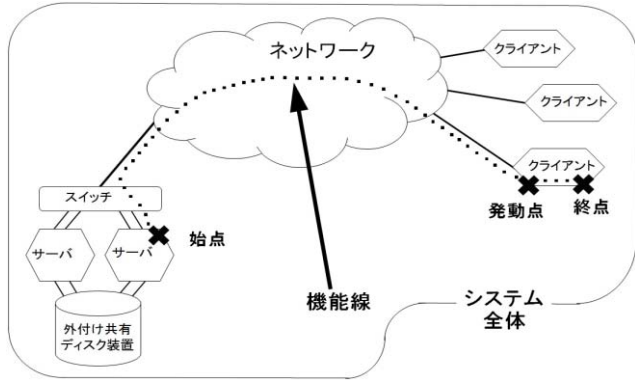 ネットワーク
クライアント
クライアント
クライアント
スイッチ
発動点
終点
サーバ
サーバ
始点
機能線
システム
全体
外付け共有
ディスク装置